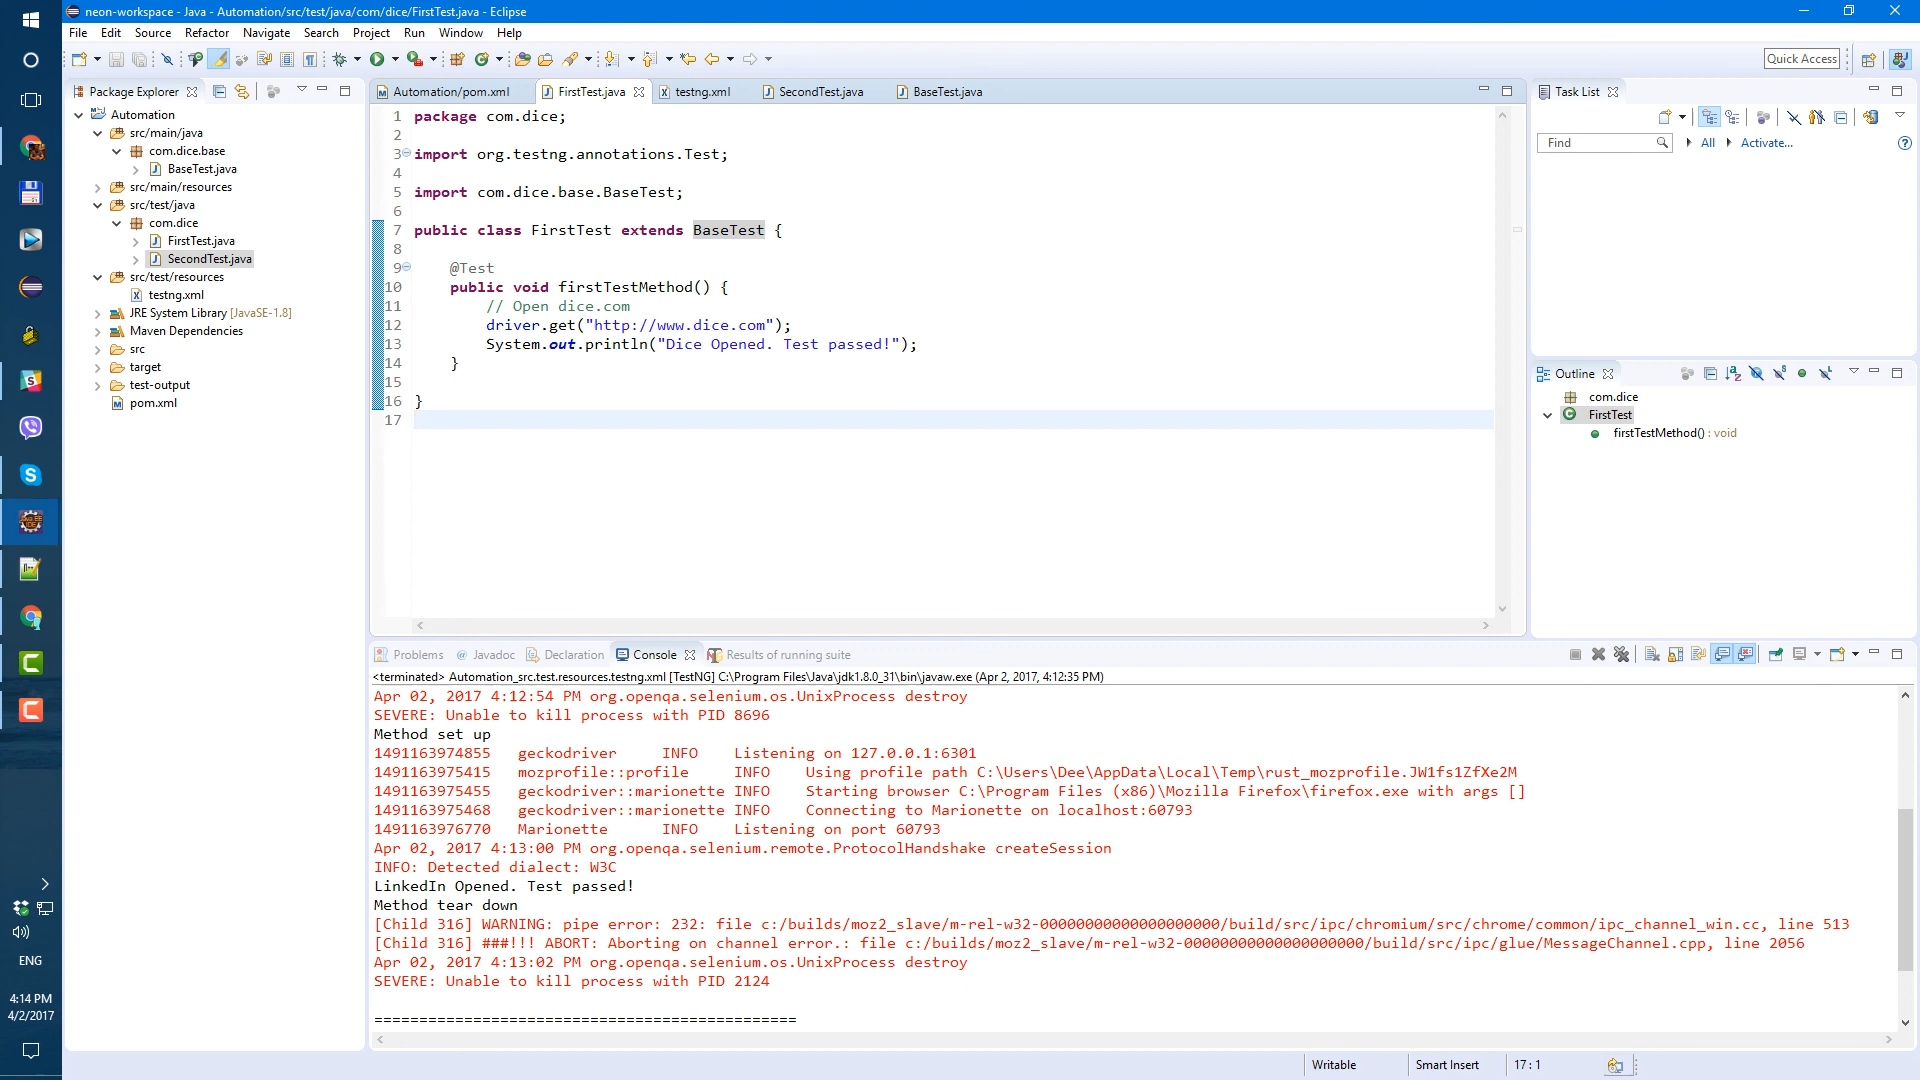 neon-workspace - Java - Automation/src/test/java/com/dice/FirstTest.java - Eclipse
File Edit Source Refactor Navigate Search Project Run Window Help
Quick Access
Package Explorer
Automation
src/main/java
com.dice.base
BaseTest.java
src/main/resources
src/test/java
com.dice
FirstTest.java
SecondTest.java
src/test/resources
testng.xml
JRE System Library [JavaSE-1.8]
Maven Dependencies
src
target
test-output
pom.xml
Automation/pom.xml FirstTest.java testng.xml SecondTest.java BaseTest.java
1 package com.dice;
2
3 import org.testng.annotations.Test;
4
5 import com.dice.base.BaseTest;
6
7 public class FirstTest extends BaseTest {
8
9 @Test
10 public void firstTestMethod() {
11 // Open dice.com
12 driver.get("http://www.dice.com");
13 System.out.println("Dice Opened. Test passed!");
14 }
15
16 }
17
Task List
Find All Activate...
Outline
com.dice
FirstTest
firstTestMethod() : void
Problems Javadoc Declaration Console Results of running suite
<terminated> Automation_src.test.resources.testng.xml [TestNG] C:\Program Files\Java\jdk1.8.0_31\bin\javaw.exe (Apr 2, 2017, 4:12:35 PM)
Apr 02, 2017 4:12:54 PM org.openqa.selenium.os.UnixProcess destroy
SEVERE: Unable to kill process with PID 8696
Method set up
1491163974855 geckodriver INFO Listening on 127.0.0.1:6301
1491163975415 mozprofile::profile INFO Using profile path C:\Users\Dee\AppData\Local\Temp\rust_mozprofile.JW1fs1ZfXe2M
1491163975455 geckodriver::marionette INFO Starting browser C:\Program Files (x86)\Mozilla Firefox\firefox.exe with args []
1491163975468 geckodriver::marionette INFO Connecting to Marionette on localhost:60793
1491163976770 Marionette INFO Listening on port 60793
Apr 02, 2017 4:13:00 PM org.openqa.selenium.remote.ProtocolHandshake createSession
INFO: Detected dialect: W3C
LinkedIn Opened. Test passed!
Method tear down
[Child 316] WARNING: pipe error: 232: file c:/builds/moz2_slave/m-rel-w32-00000000000000000000/build/src/ipc/chromium/src/chrome/common/ipc_channel_win.cc, line 513
[Child 316] ###!!! ABORT: Aborting on channel error.: file c:/builds/moz2_slave/m-rel-w32-00000000000000000000/build/src/ipc/glue/MessageChannel.cpp, line 2056
Apr 02, 2017 4:13:02 PM org.openqa.selenium.os.UnixProcess destroy
SEVERE: Unable to kill process with PID 2124
===============================================
Writable Smart Insert 17 : 1
ENG
4:14 PM
4/2/2017